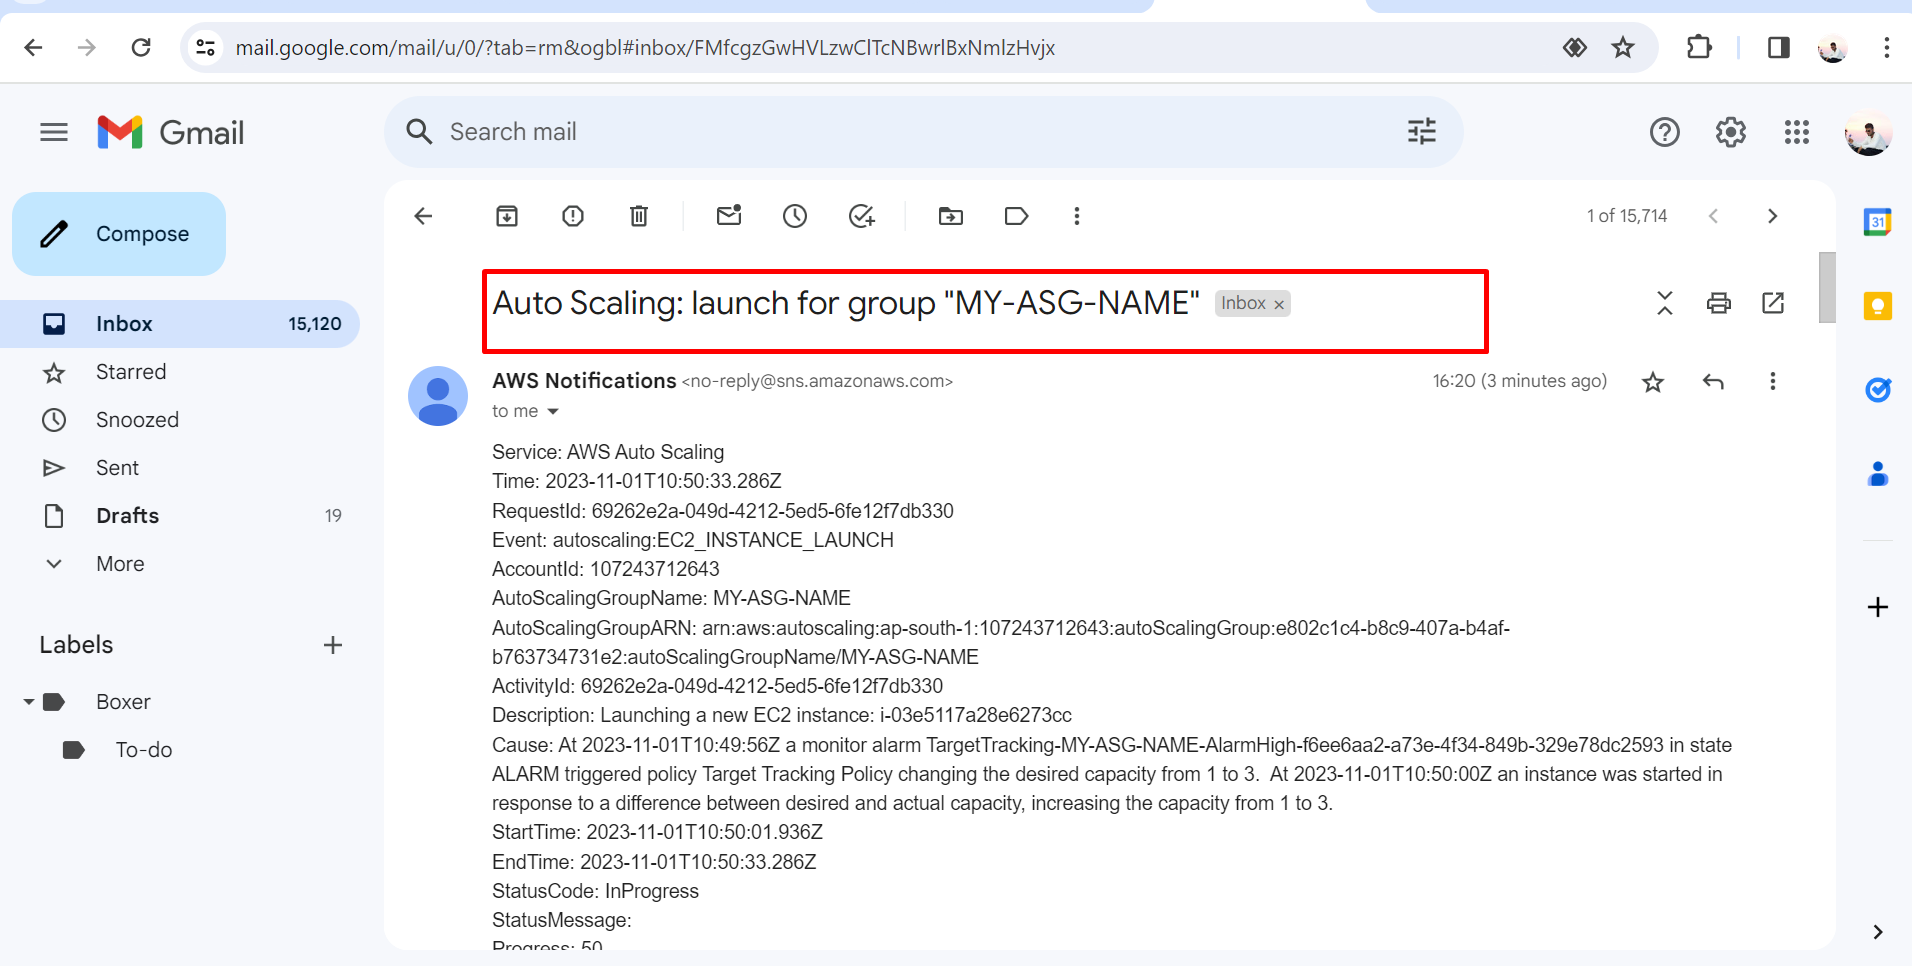 mail.google.com/mail/u/0/?tab=rm&ogbl#inbox/FMfcgzGwHVLzwClTcNBwrlBxNmlzHvjx
Gmail
Search mail
Compose
1 of 15,714
31
Inbox 15,120
Starred
Snoozed
Sent
Drafts 19
More
Labels
Boxer
To-do
Auto Scaling: launch for group "MY-ASG-NAME" Inbox ×
AWS Notifications <no-reply@sns.amazonaws.com> 16:20 (3 minutes ago)
to me
Service: AWS Auto Scaling
Time: 2023-11-01T10:50:33.286Z
RequestId: 69262e2a-049d-4212-5ed5-6fe12f7db330
Event: autoscaling:EC2_INSTANCE_LAUNCH
AccountId: 107243712643
AutoScalingGroupName: MY-ASG-NAME
AutoScalingGroupARN: arn:aws:autoscaling:ap-south-1:107243712643:autoScalingGroup:e802c1c4-b8c9-407a-b4af-
b763734731e2:autoScalingGroupName/MY-ASG-NAME
ActivityId: 69262e2a-049d-4212-5ed5-6fe12f7db330
Description: Launching a new EC2 instance: i-03e5117a28e6273cc
Cause: At 2023-11-01T10:49:56Z a monitor alarm TargetTracking-MY-ASG-NAME-AlarmHigh-f6ee6aa2-a73e-4f34-849b-329e78dc2593 in state
ALARM triggered policy Target Tracking Policy changing the desired capacity from 1 to 3.  At 2023-11-01T10:50:00Z an instance was started in
response to a difference between desired and actual capacity, increasing the capacity from 1 to 3.
StartTime: 2023-11-01T10:50:01.936Z
EndTime: 2023-11-01T10:50:33.286Z
StatusCode: InProgress
StatusMessage:
Progress: 50